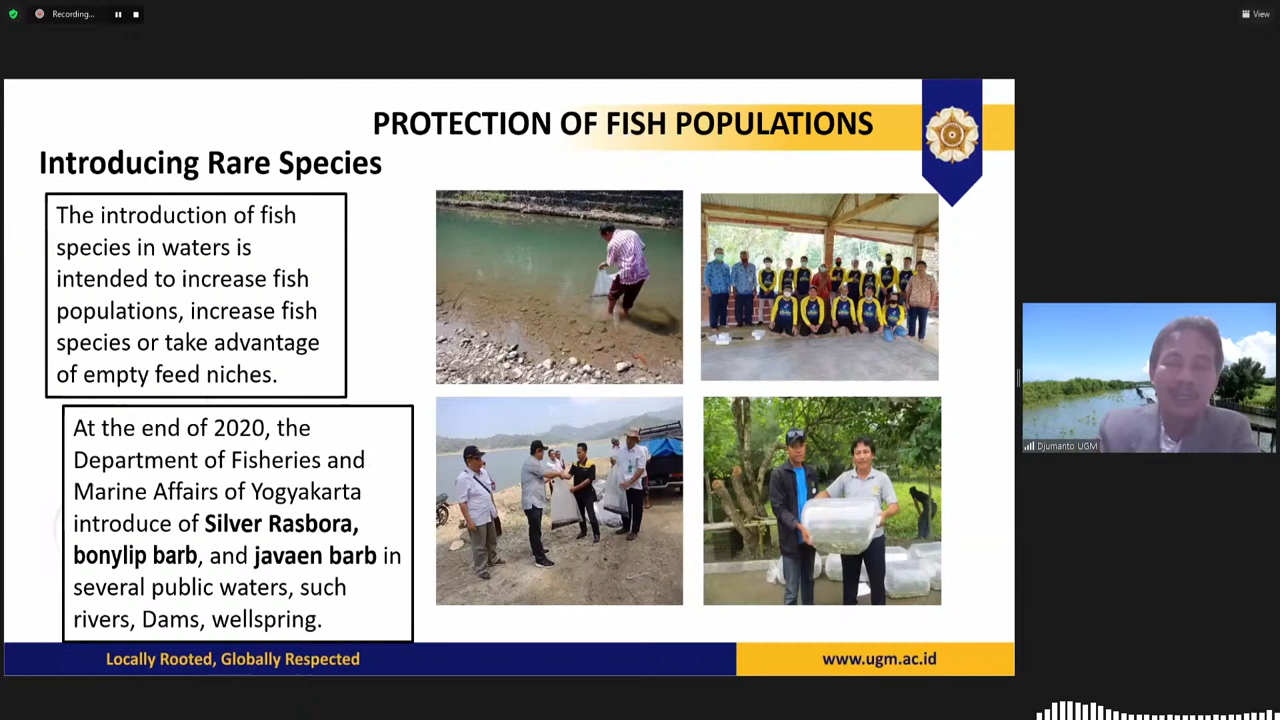 Recording...
View
PROTECTION OF FISH POPULATIONS
Introducing Rare Species
The introduction of fish
species in waters is
intended to increase fish
populations, increase fish
species or take advantage
of empty feed niches.
At the end of 2020, the
Department of Fisheries and
Marine Affairs of Yogyakarta
introduce of Silver Rasbora,
bonylip barb, and javaen barb in
several public waters, such
rivers, Dams, wellspring.
Djumanto UGM
Locally Rooted, Globally Respected
www.ugm.ac.id